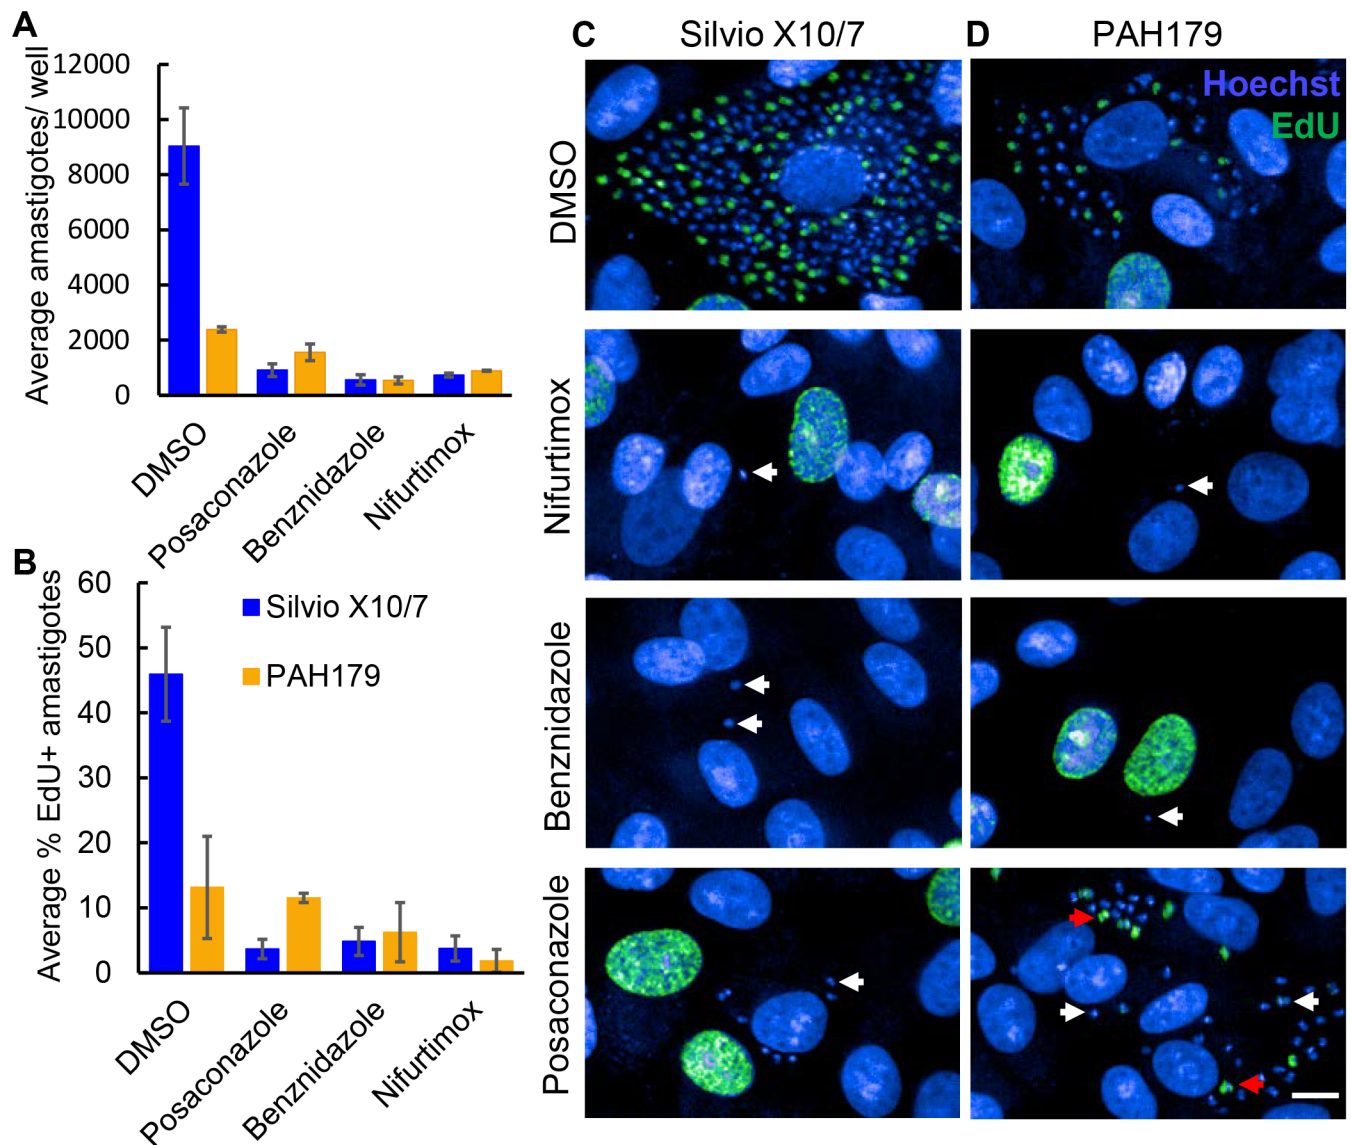 A
Average amastigotes/ well
12000
10000
8000
6000
4000
2000
0
DMSO
Posaconazole
Benznidazole
Nifurtimox
B
Average % EdU+ amastigotes
60
50
40
30
20
10
0
Silvio X10/7
PAH179
DMSO
Posaconazole
Benznidazole
Nifurtimox
C
Silvio X10/7
D
PAH179
Hoechst
EdU
DMSO
Nifurtimox
Benznidazole
Posaconazole